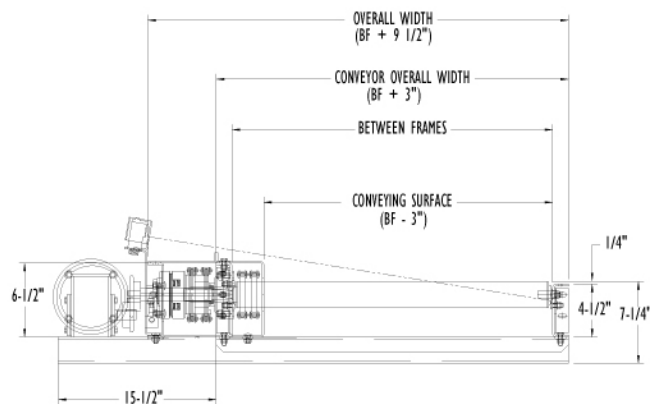 OVERALL WIDTH
(BF + 9 1/2")
CONVEYOR OVERALL WIDTH
(BF + 3")
BETWEEN FRAMES
CONVEYING SURFACE
(BF - 3")
1/4"
6-1/2"
4-1/2"
7-1/4"
15-1/2"